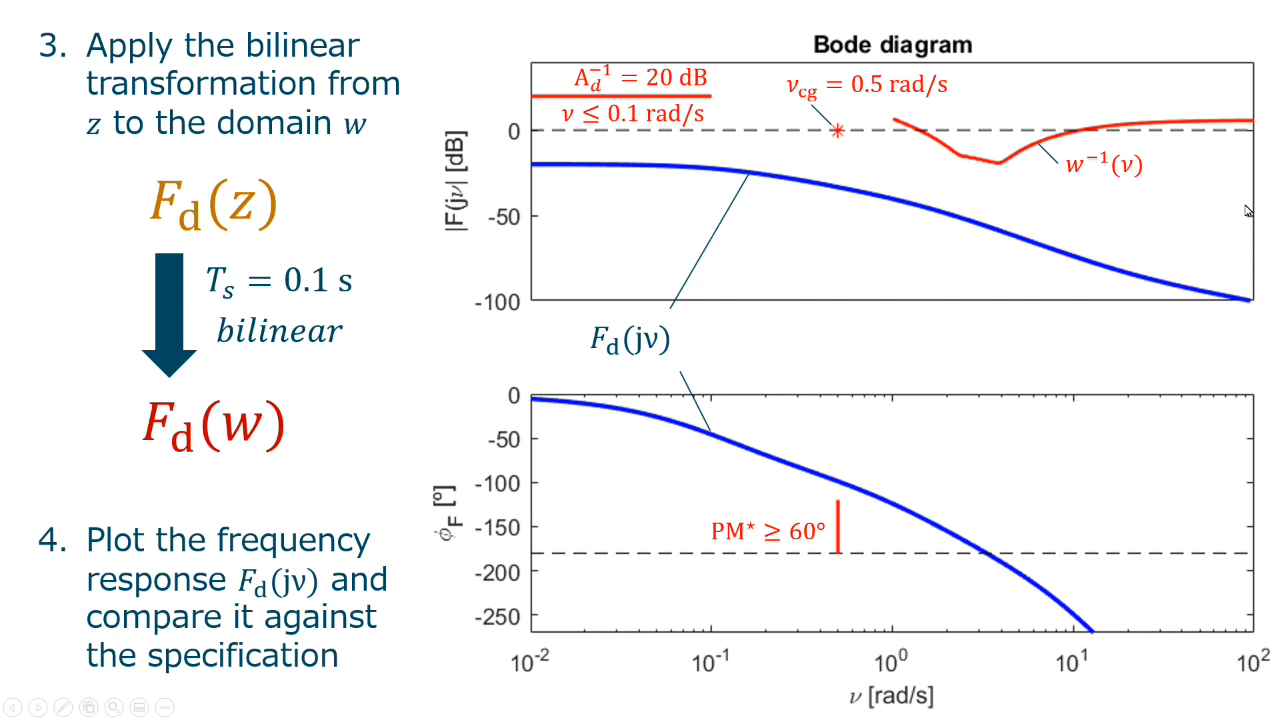 3. Apply the bilinear
transformation from
z to the domain w
F_d(z)
T_s = 0.1 s
bilinear
F_d(w)
4. Plot the frequency
response F_d(jν) and
compare it against
the specification
Bode diagram
A_d^−1 = 20 dB
ν ≤ 0.1 rad/s
ν_cg = 0.5 rad/s
w^−1(ν)
|F(jν| [dB]
0
-50
-100
F_d(jν)
ϕ_F [º]
0
-50
-100
-150
-200
-250
PM⋆ ≥ 60°
10^-2 10^-1 10^0 10^1 10^2
ν [rad/s]